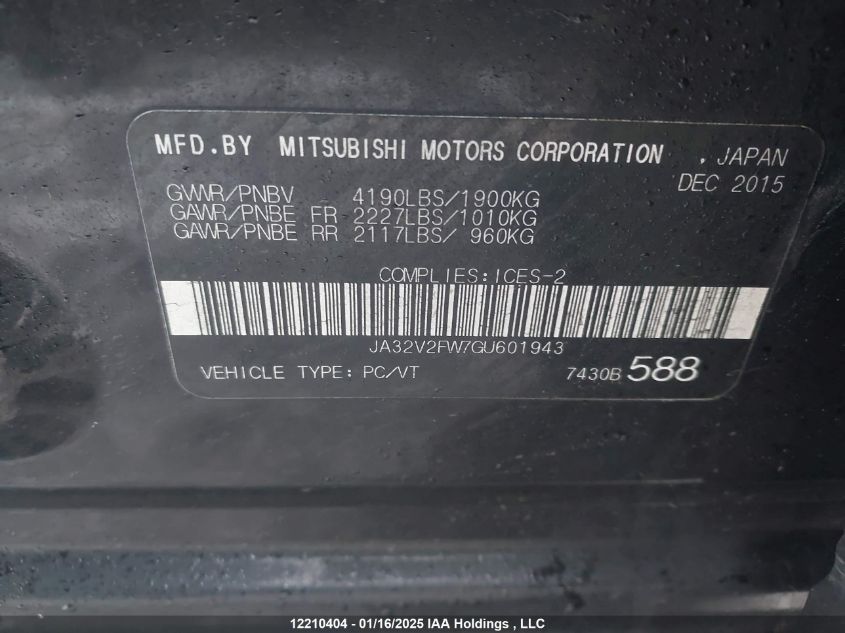 MFD.BY MITSUBISHI MOTORS CORPORATION , JAPAN
DEC 2015
GVWR/PNBV 4190LBS/1900KG
GAWR/PNBE FR 2227LBS/1010KG
GAWR/PNBE RR 2117LBS/ 960KG
COMPLIES:ICES-2
JA32V2FW7GU601943
VEHICLE TYPE: PC/VT 7430B 588
12210404 - 01/16/2025 IAA Holdings , LLC